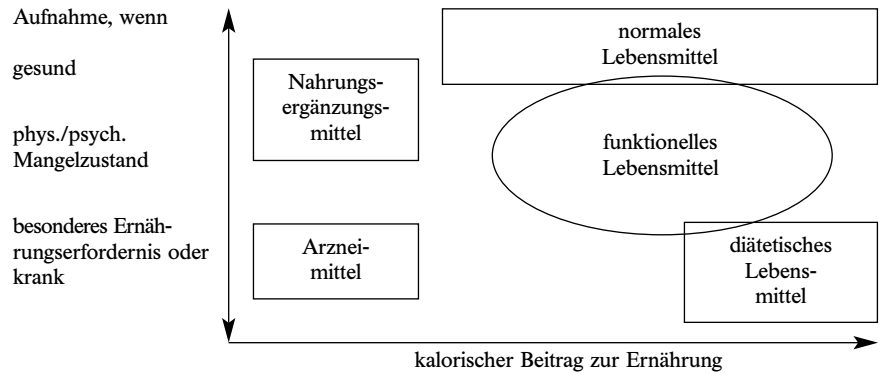 Aufnahme, wenn
gesund
phys./psych.
Mangelzustand
besonderes Ernäh-
rungserfordernis oder
krank
Nahrungs-
ergänzungs-
mittel
Arznei-
mittel
normales
Lebensmittel
funktionelles
Lebensmittel
diätetisches
Lebens-
mittel
kalorischer Beitrag zur Ernährung